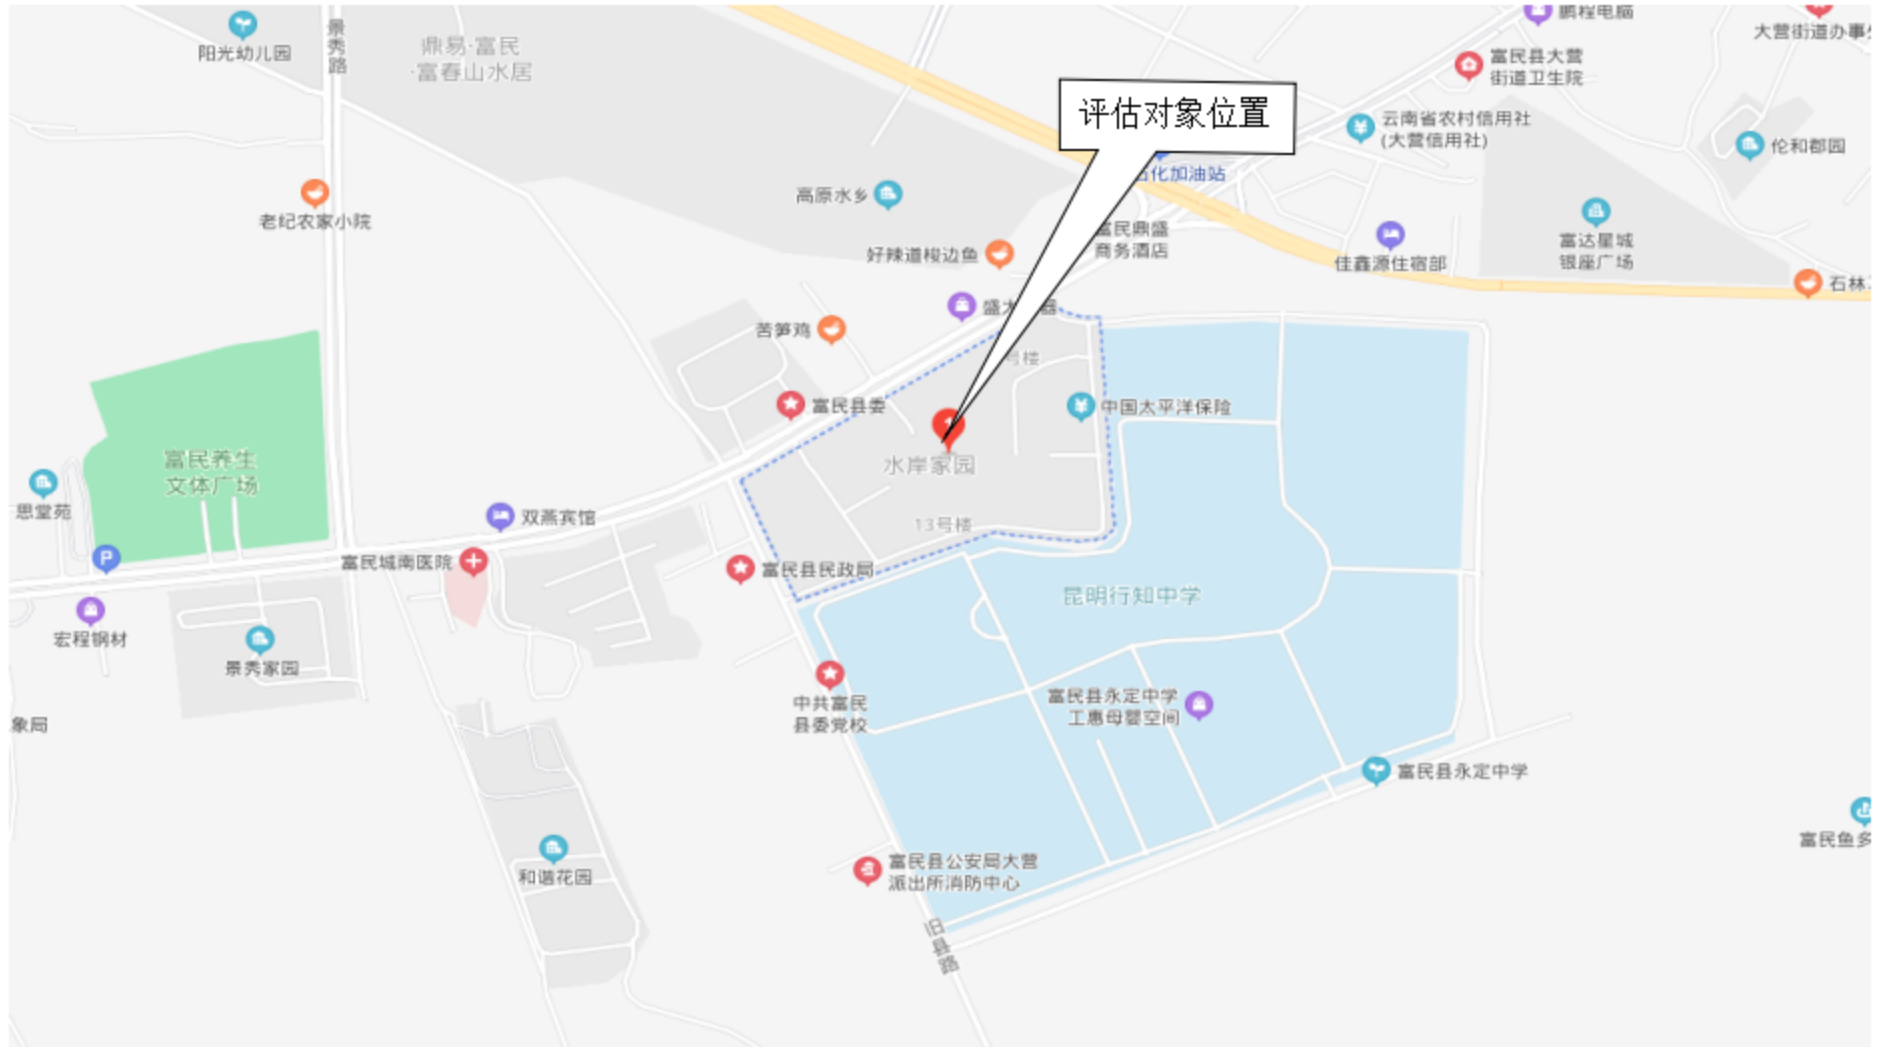 阳光幼儿园
景秀路
鼎易·富民
·富春山水居
鹏程电脑
大营街道办事
富民县大营
街道卫生院
评估对象位置
云南省农村信用社
(大营信用社)
伦和郡园
化加油站
高原水乡
老纪农家小院
富民鼎盛
商务酒店
富达星城
银座广场
好辣道梭边鱼
佳鑫源住宿部
石林
盛大
器
苦笋鸡
号楼
富民县委
中国太平洋保险
水岸家园
富民养生
文体广场
思堂苑
双燕宾馆
13号楼
P
富民城南医院
富民县民政局
昆明行知中学
宏程钢材
景秀家园
中共富民
县委党校
富民县永定中学
工惠母婴空间
象局
富民县永定中学
富民鱼多
富民县公安局大营
派出所消防中心
和谐花园
旧县路